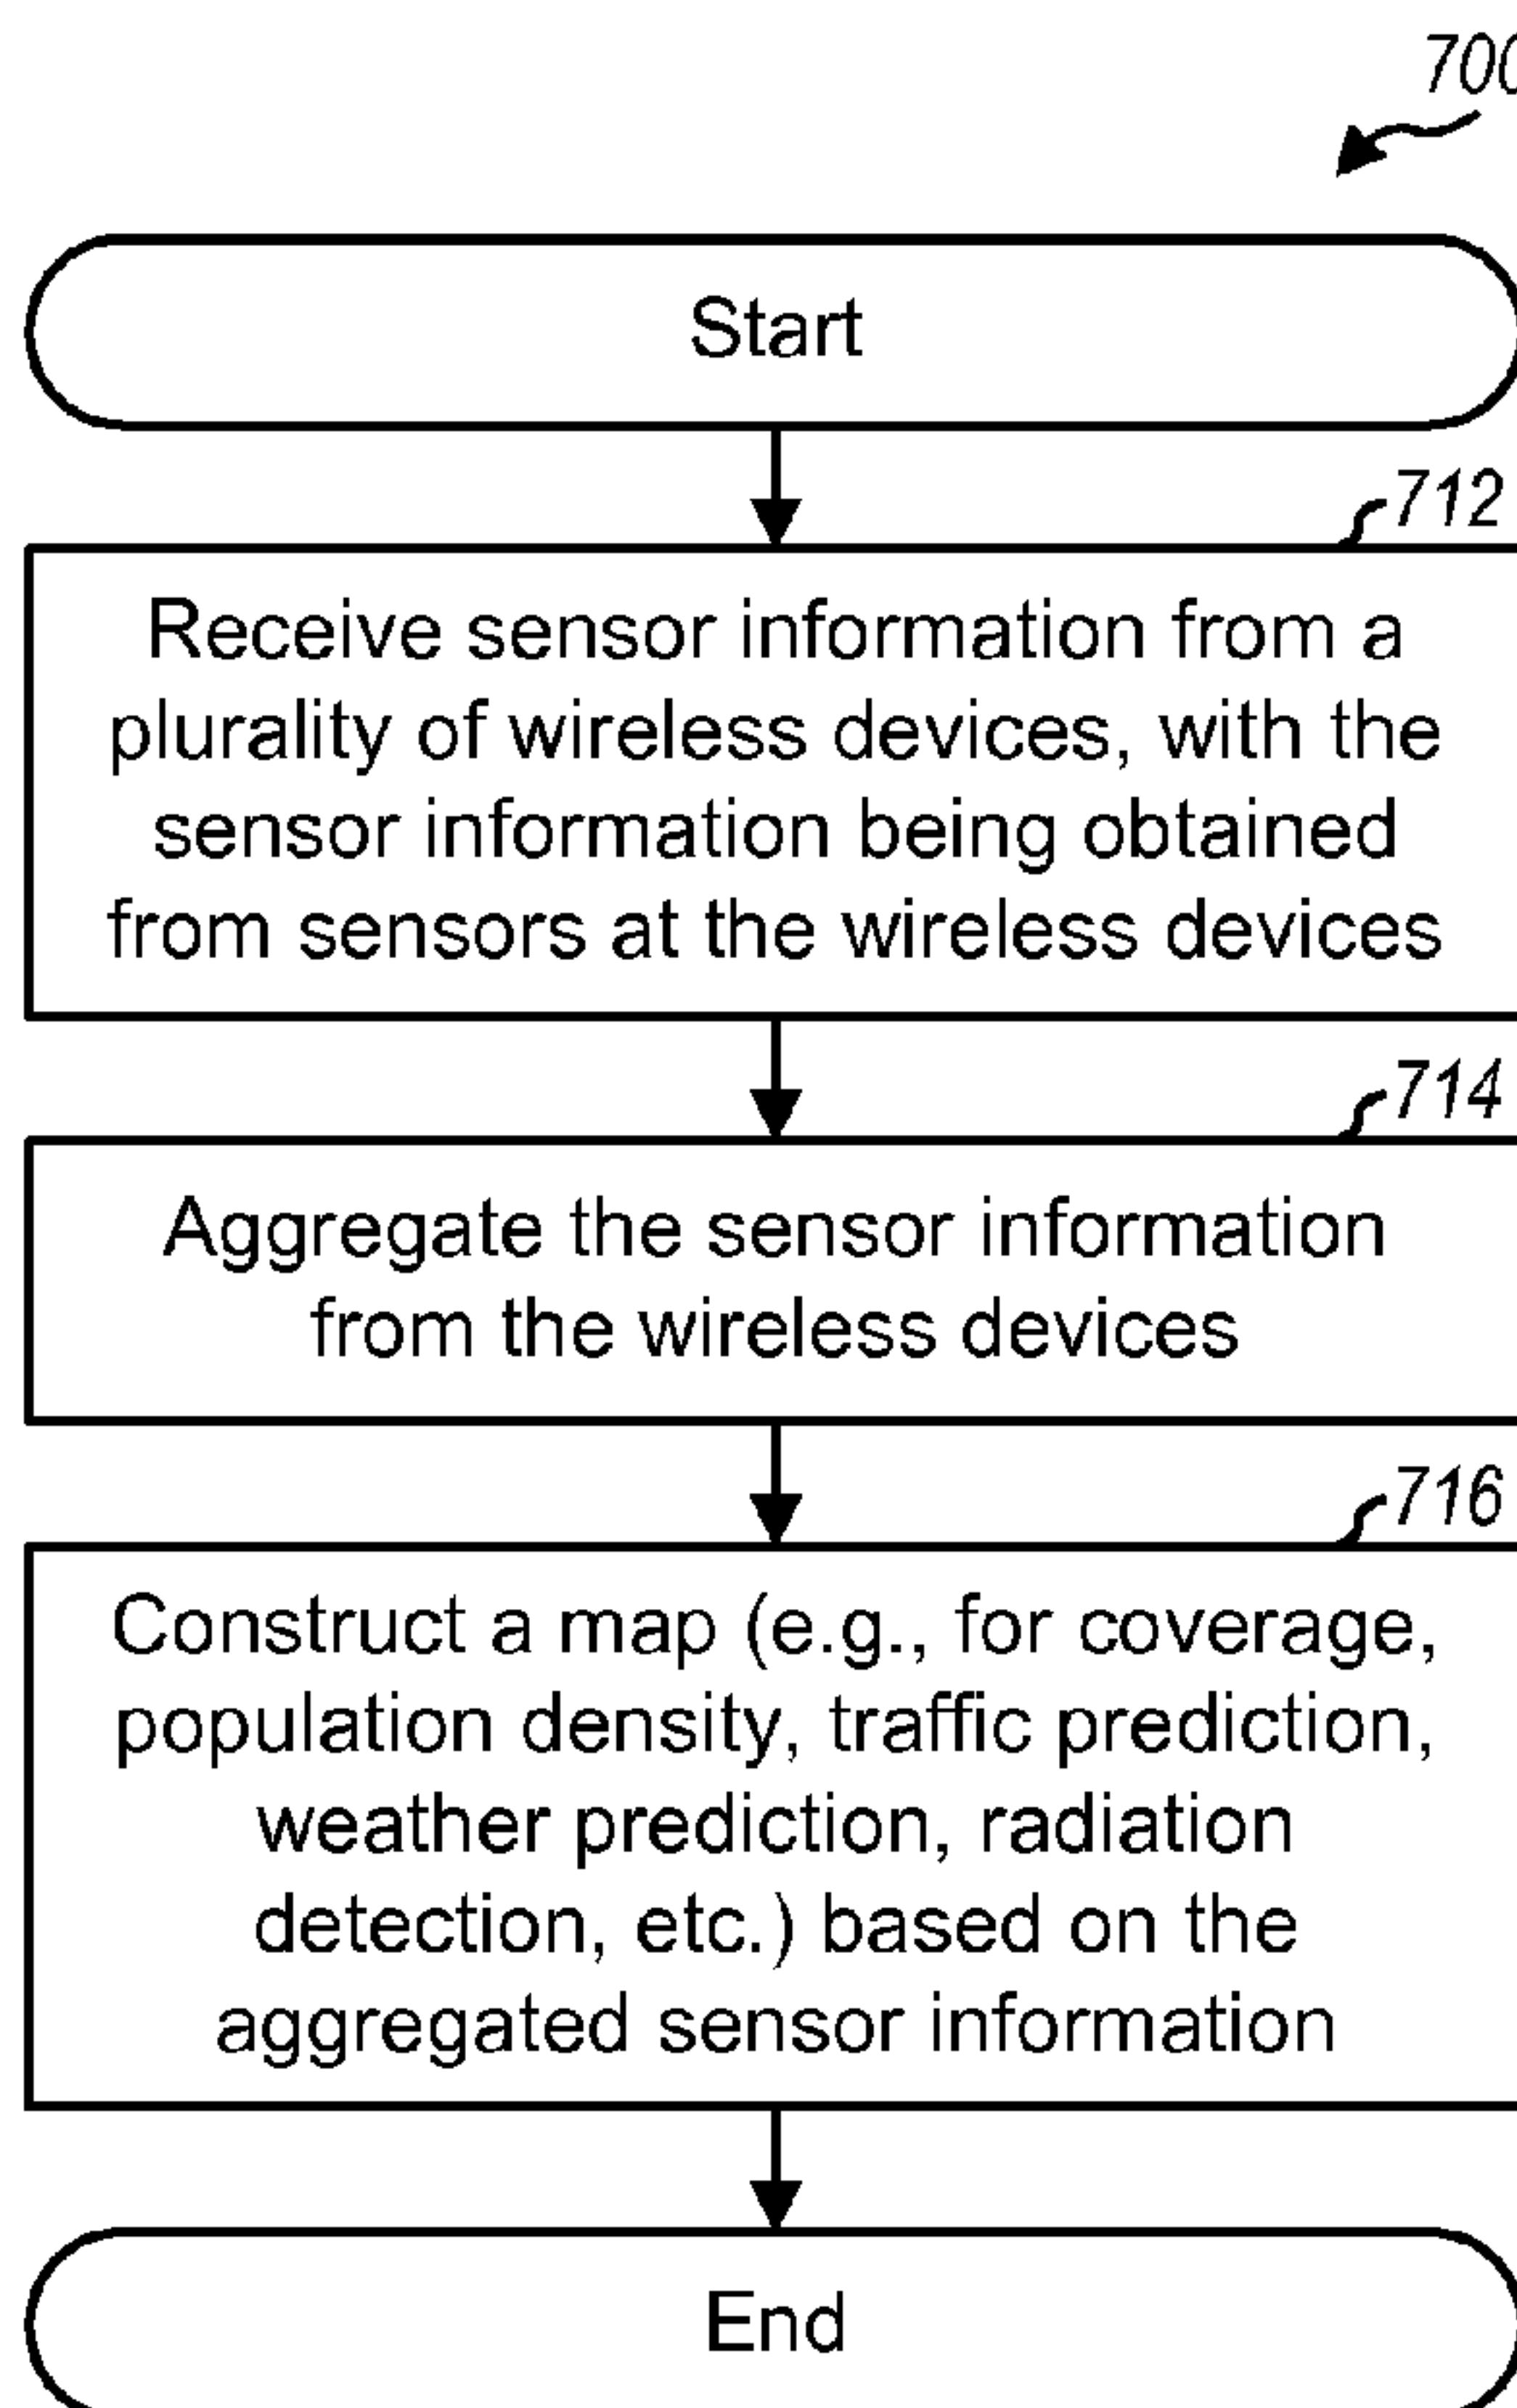 700
Start
712
Receive sensor information from a
plurality of wireless devices, with the
sensor information being obtained
from sensors at the wireless devices
714
Aggregate the sensor information
from the wireless devices
716
Construct a map (e.g., for coverage,
population density, traffic prediction,
weather prediction, radiation
detection, etc.) based on the
aggregated sensor information
End